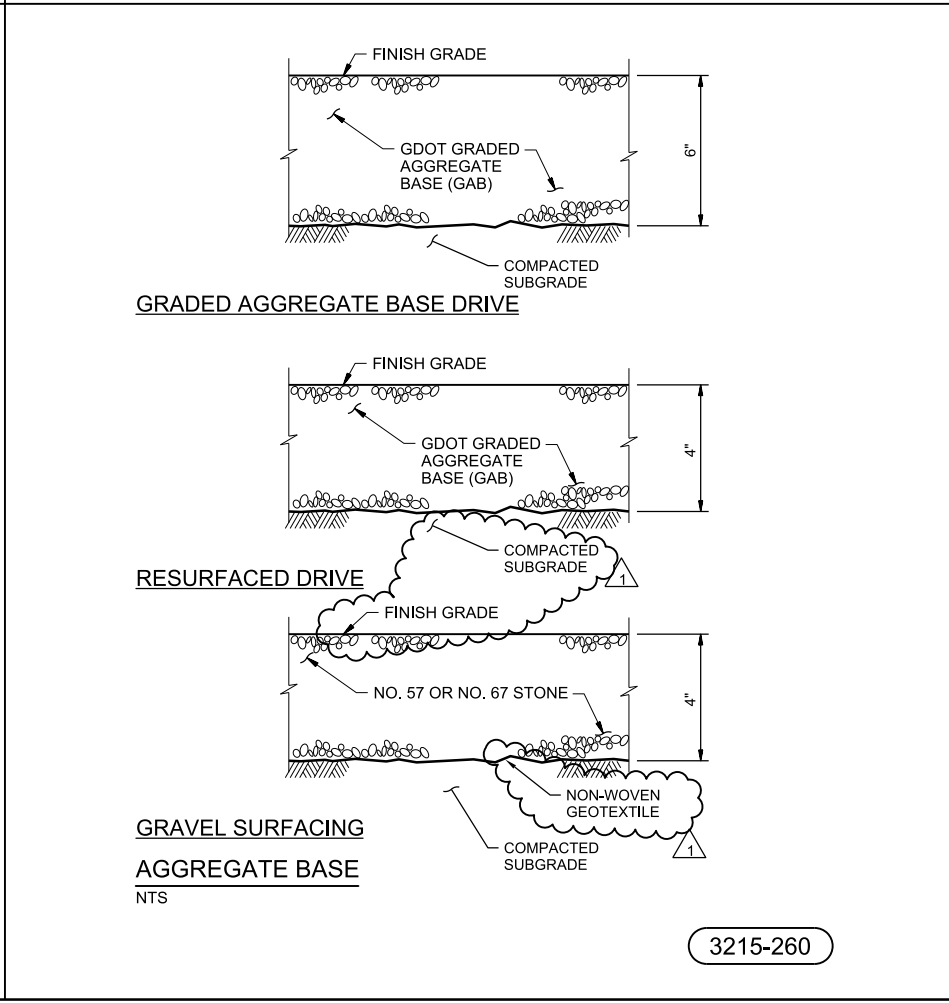 FINISH GRADE
GDOT GRADED
AGGREGATE
BASE (GAB)
6"
COMPACTED
SUBGRADE
GRADED AGGREGATE BASE DRIVE
FINISH GRADE
GDOT GRADED
AGGREGATE
BASE (GAB)
4"
COMPACTED
SUBGRADE
1
RESURFACED DRIVE
FINISH GRADE
NO. 57 OR NO. 67 STONE
4"
NON-WOVEN
GEOTEXTILE
1
COMPACTED
SUBGRADE
GRAVEL SURFACING
AGGREGATE BASE
NTS
3215-260